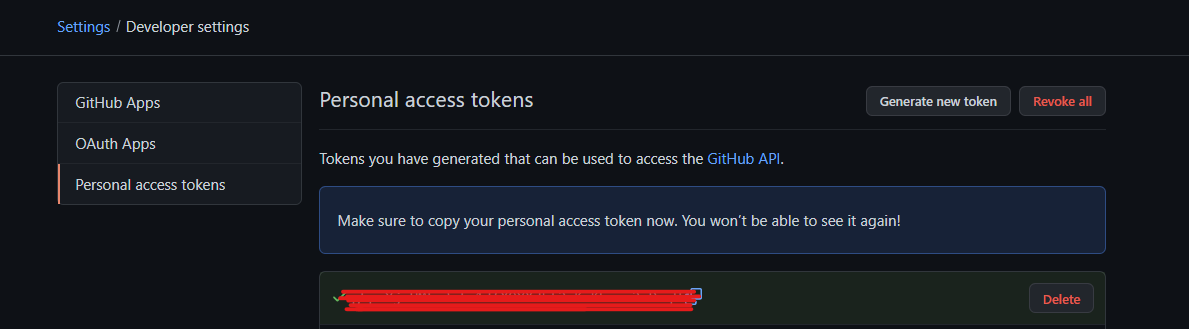 Settings / Developer settings
GitHub Apps
OAuth Apps
Personal access tokens
Personal access tokens
Generate new token
Revoke all
Tokens you have generated that can be used to access the GitHub API.
Make sure to copy your personal access token now. You won’t be able to see it again!
Delete